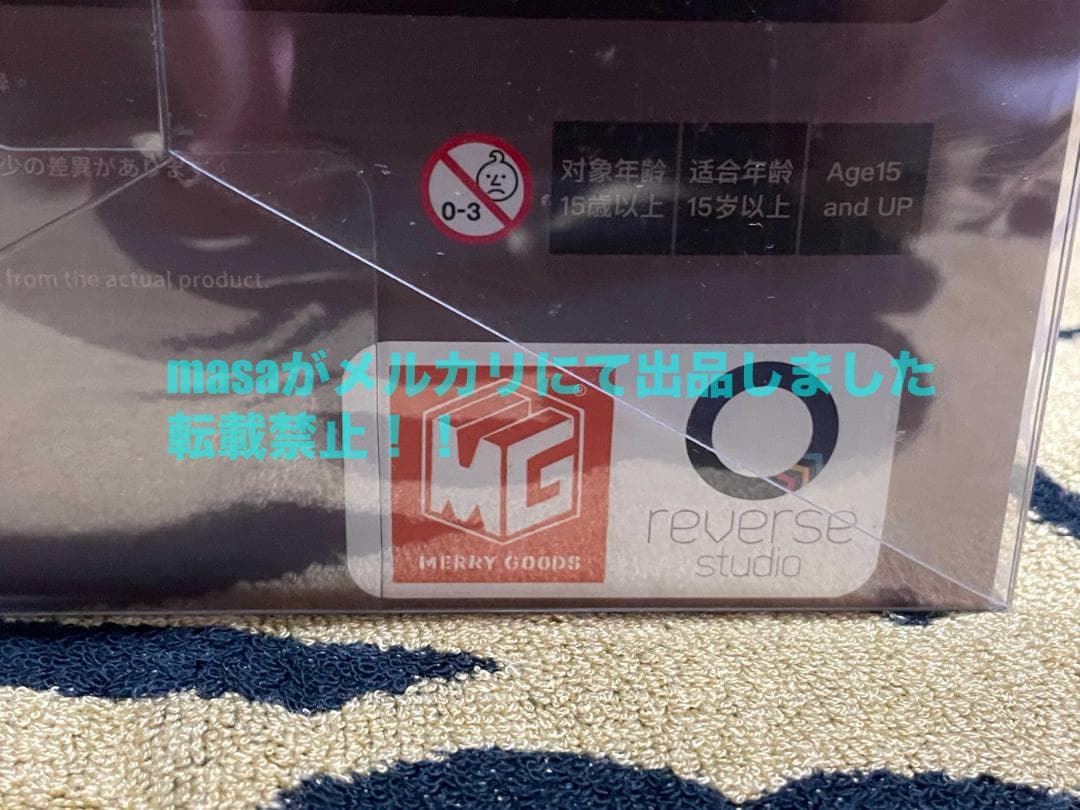 少の差異があります。
from the actual product.
0-3
对象年齢
15歳以上
适合年龄
15岁以上
Age15
and UP
masaがメルカリにて出品しました
転載禁止！！
MG
®
MERRY GOODS
reverse
studio